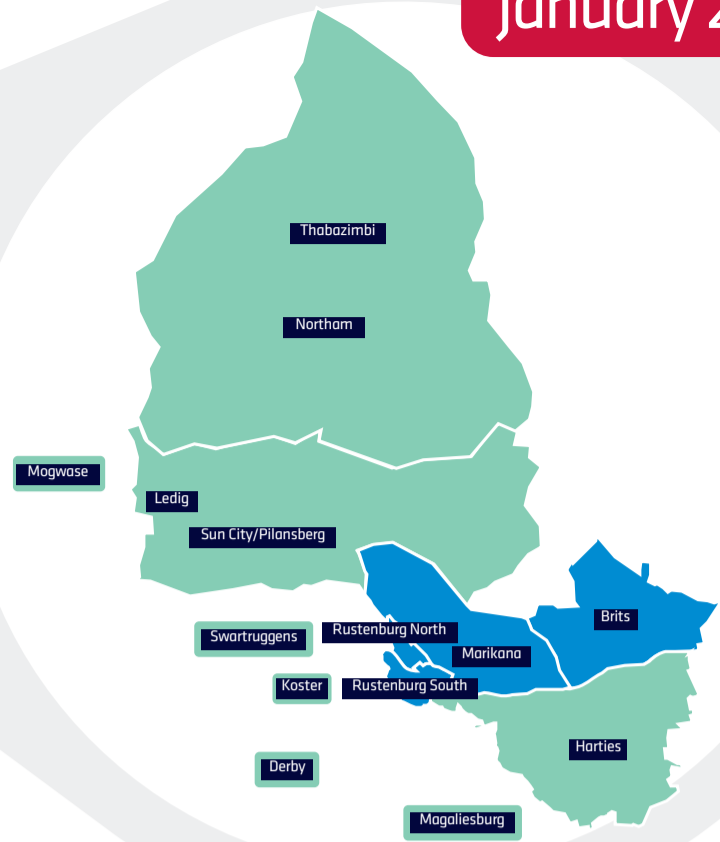 January
Thabazimbi
Northam
Mogwase
Ledig
Sun City/Pilansberg
Brits
Rustenburg North
Swartruggens
Marikana
Koster
Rustenburg South
Harties
Derby
Magaliesburg